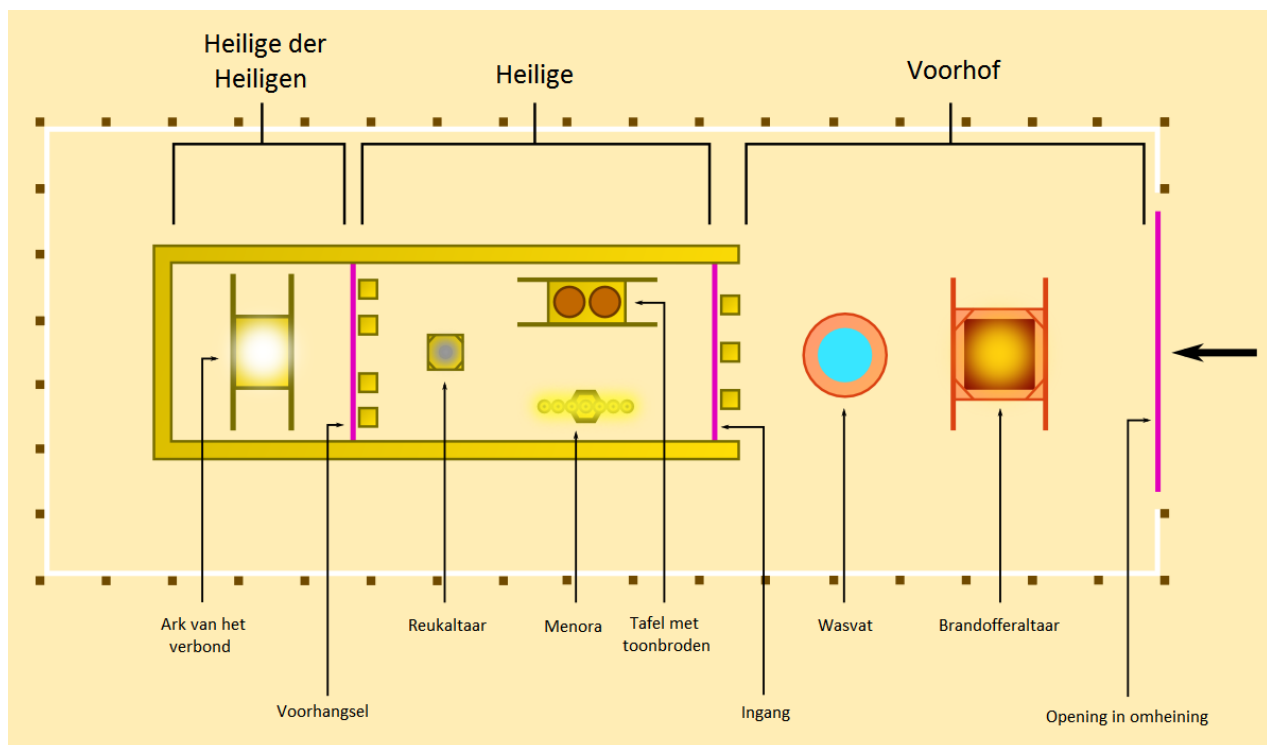 Heilige der
Heiligen
Heilige
Voorhof
Ark van het
verbond
Reukaltaar
Menora
Tafel met
toonbroden
Wasvat
Brandofferaltaar
Voorhangsel
Ingang
Opening in omheining